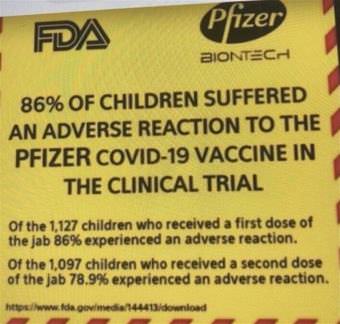 FDA
Pfizer
BIONTECH
86% OF CHILDREN SUFFERED
AN ADVERSE REACTION TO THE
PFIZER COVID-19 VACCINE IN
THE CLINICAL TRIAL
Of the 1,127 children who received a first dose of
the jab 86% experienced an adverse reaction.
Of the 1,097 children who received a second dose
of the jab 78.9% experienced an adverse reaction.
https://www.fda.gov/media/144413/download